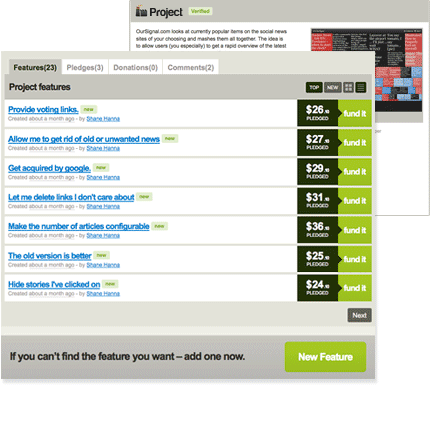 Project Verified
OurSignal.com looks at currently popular items on the social news
sites of your choosing and mashes them all together. The idea is
to allow users (you especially) to get a rapid overview of the latest
Features(23) Pledges(3) Donations(0) Comments(2)
Project features TOP NEW
Provide voting links. new
Created about a month ago - by Shane Hanna
$26 PLEDGED fund it
Allow me to get rid of old or unwanted news new
Created about a month ago - by Shane Hanna
$27 PLEDGED fund it
Get acquired by google. new
Created about a month ago - by Shane Hanna
$29 PLEDGED fund it
Let me delete links I don't care about new
Created about a month ago - by Shane Hanna
$31 PLEDGED fund it
Make the number of articles configurable new
Created about a month ago - by Shane Hanna
$36 PLEDGED fund it
The old version is better new
Created about a month ago - by Shane Hanna
$25 PLEDGED fund it
Hide stories I've clicked on new
Created about a month ago - by Shane Hanna
$24 PLEDGED fund it
Next
If you can't find the feature you want – add one now. New Feature